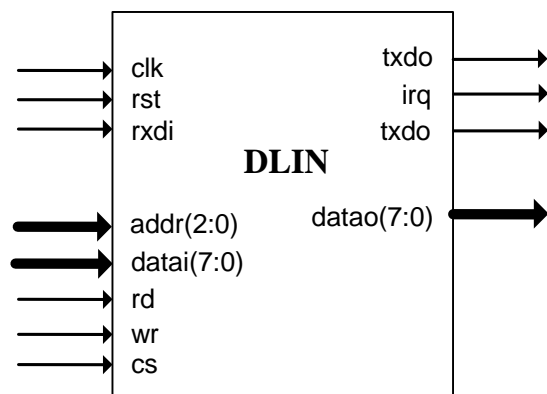 clk
rst
rxdi
DLIN
addr(2:0)
datai(7:0)
rd
wr
cs
txdo
irq
txdo
datao(7:0)